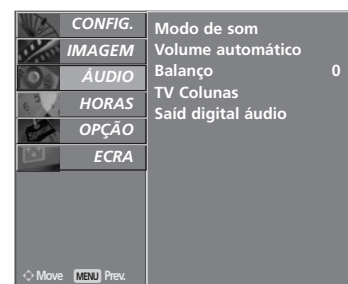 CONFIG.
IMAGEM
ÁUDIO
HORAS
OPÇÃO
ECRA
Modo de som
Volume automático
Balanço 0
TV Colunas
Saíd digital áudio
Move MENU Prev.